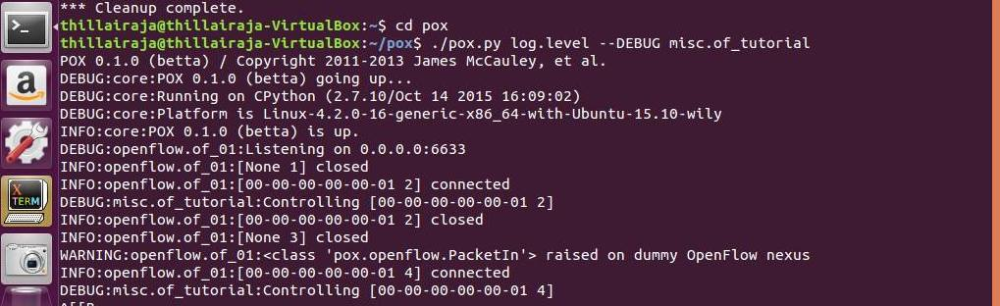 *** Cleanup complete.
thillairaja@thillairaja-VirtualBox:~$ cd pox
thillairaja@thillairaja-VirtualBox:~/pox$ ./pox.py log.level --DEBUG misc.of_tutorial
POX 0.1.0 (betta) / Copyright 2011-2013 James McCauley, et al.
DEBUG:core:POX 0.1.0 (betta) going up...
DEBUG:core:Running on CPython (2.7.10/Oct 14 2015 16:09:02)
DEBUG:core:Platform is Linux-4.2.0-16-generic-x86_64-with-Ubuntu-15.10-wily
INFO:core:POX 0.1.0 (betta) is up.
DEBUG:openflow.of_01:Listening on 0.0.0.0:6633
INFO:openflow.of_01:[None 1] closed
INFO:openflow.of_01:[00-00-00-00-00-01 2] connected
DEBUG:misc.of_tutorial:Controlling [00-00-00-00-00-01 2]
INFO:openflow.of_01:[00-00-00-00-00-01 2] closed
INFO:openflow.of_01:[None 3] closed
WARNING:openflow.of_01:<class 'pox.openflow.PacketIn'> raised on dummy OpenFlow nexus
INFO:openflow.of_01:[00-00-00-00-00-01 4] connected
DEBUG:misc.of_tutorial:Controlling [00-00-00-00-00-01 4]
a
X
TERM